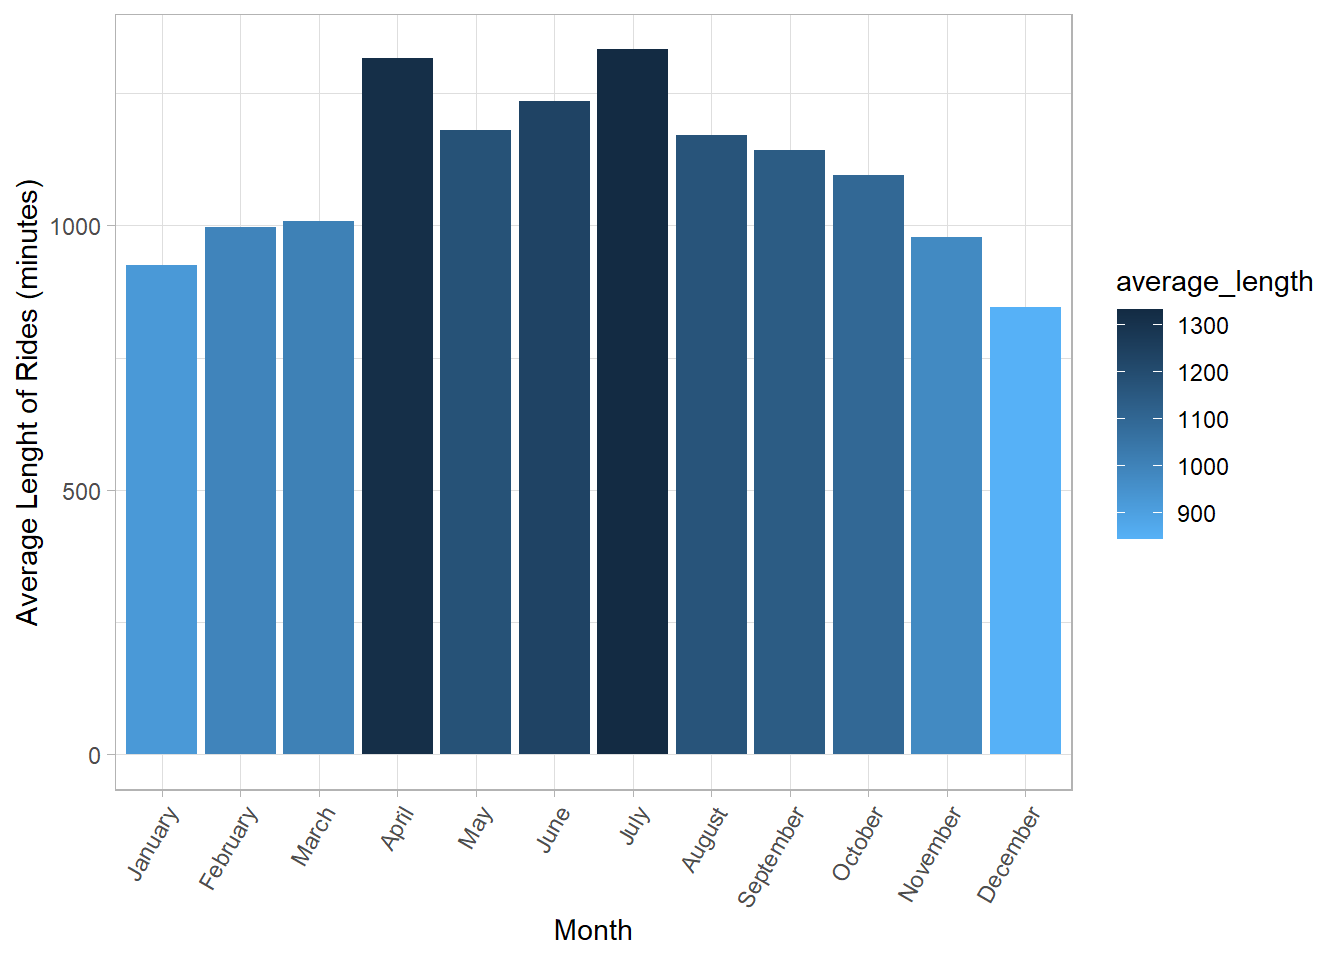 Average Lenght of Rides (minutes)
1000
500
0
January
February
March
April
May
June
July
August
September
October
November
December
Month
average_length
1300
1200
1100
1000
900